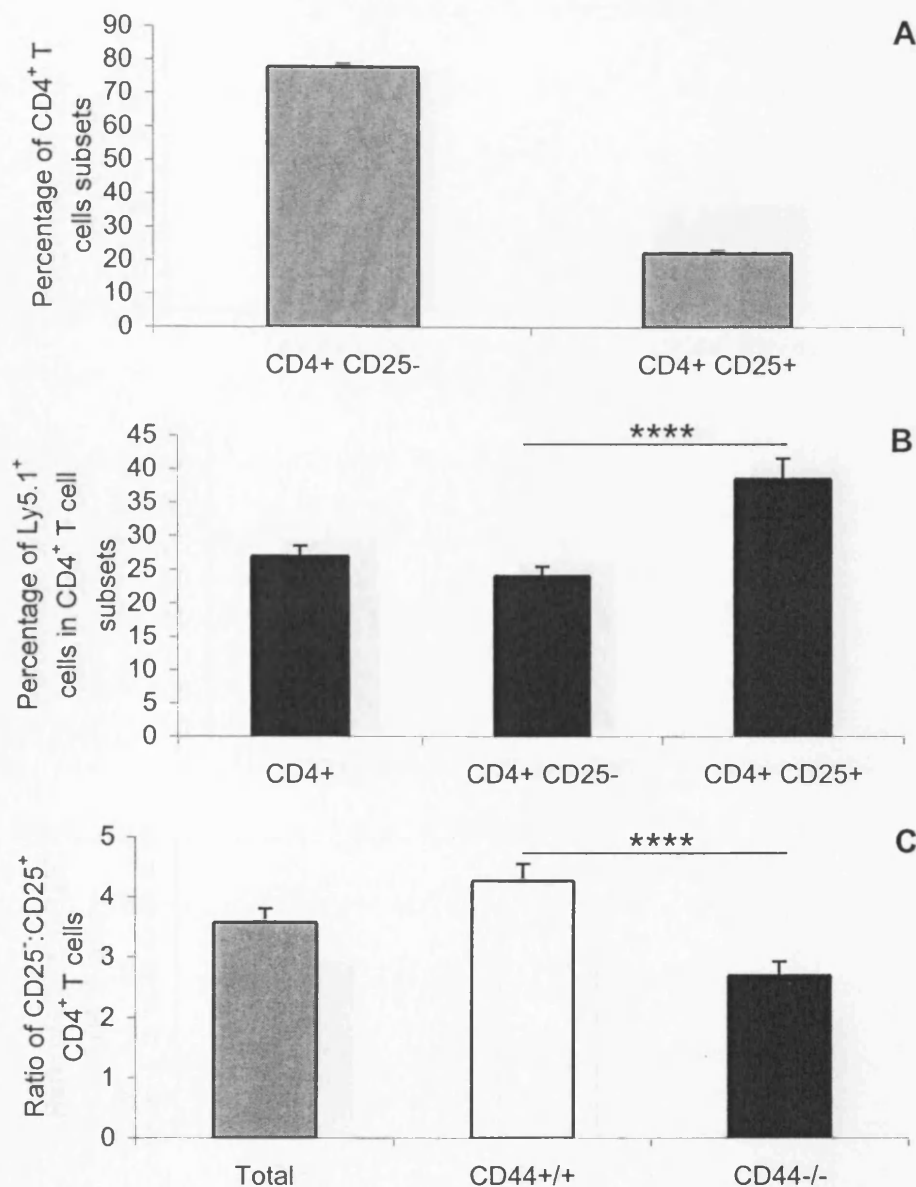 A
Percentage of CD4⁺ T
cells subsets
90
80
70
60
50
40
30
20
10
0
CD4+ CD25-
CD4+ CD25+
B
Percentage of Ly5.1⁺
cells in CD4⁺ T cell
subsets
45
40
35
30
25
20
15
10
5
0
****
CD4+
CD4+ CD25-
CD4+ CD25+
C
Ratio of CD25⁻:CD25⁺
CD4⁺ T cells
5
4
3
2
1
0
****
Total
CD44+/+
CD44-/-